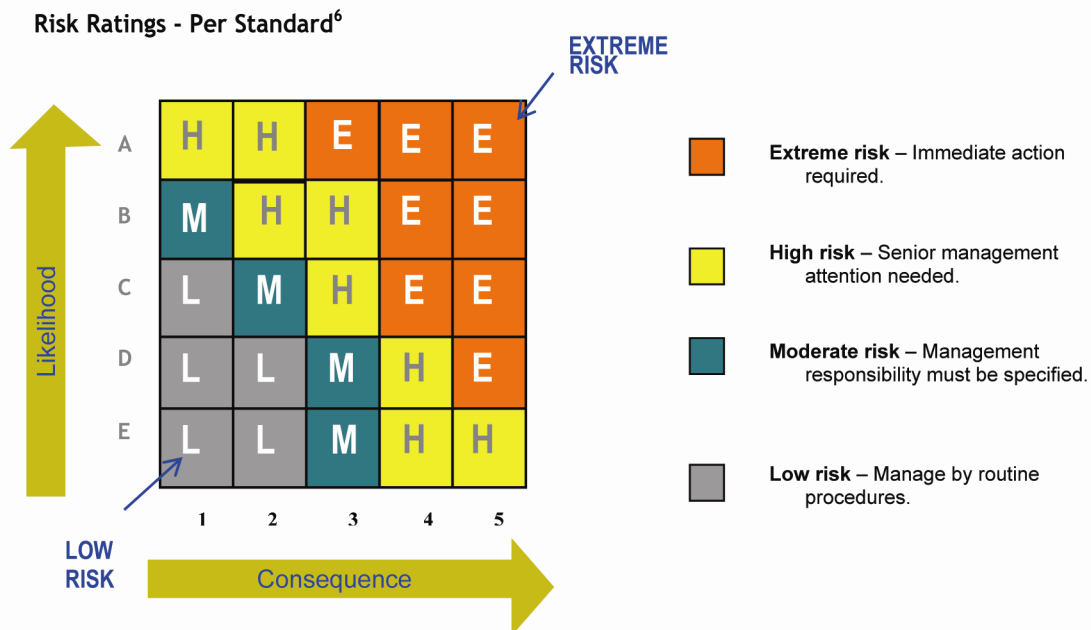 Risk Ratings - Per Standard6
EXTREME
RISK
A H H E E E
B M H H E E
C L M H E E
D L L M H E
E L L M H H
1 2 3 4 5
Likelihood
LOW
RISK
Consequence
Extreme risk – Immediate action
required.
High risk – Senior management
attention needed.
Moderate risk – Management
responsibility must be specified.
Low risk – Manage by routine
procedures.